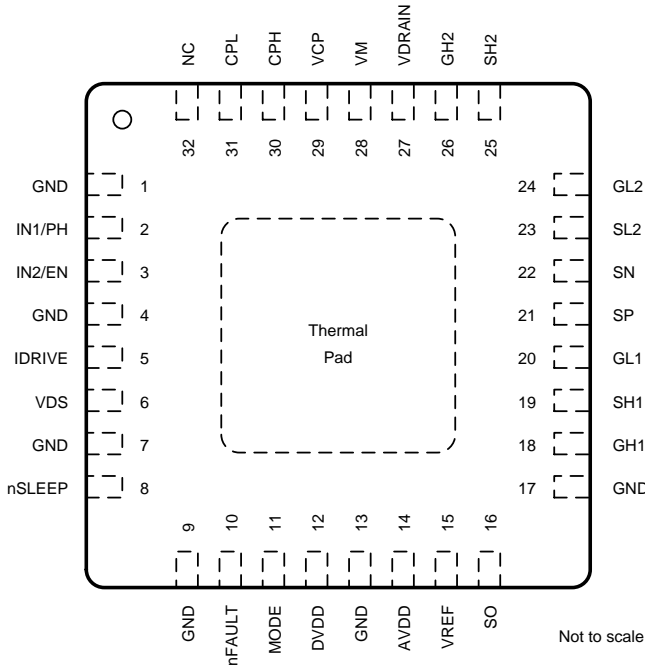 NC CPL CPH VCP VM VDRAIN GH2 SH2
32 31 30 29 28 27 26 25
GND 1 24 GL2
IN1/PH 2 23 SL2
IN2/EN 3 22 SN
GND 4 21 SP
Thermal
Pad
IDRIVE 5 20 GL1
VDS 6 19 SH1
GND 7 18 GH1
nSLEEP 8 17 GND
9 10 11 12 13 14 15 16
GND nFAULT MODE DVDD GND AVDD VREF SO
Not to scale